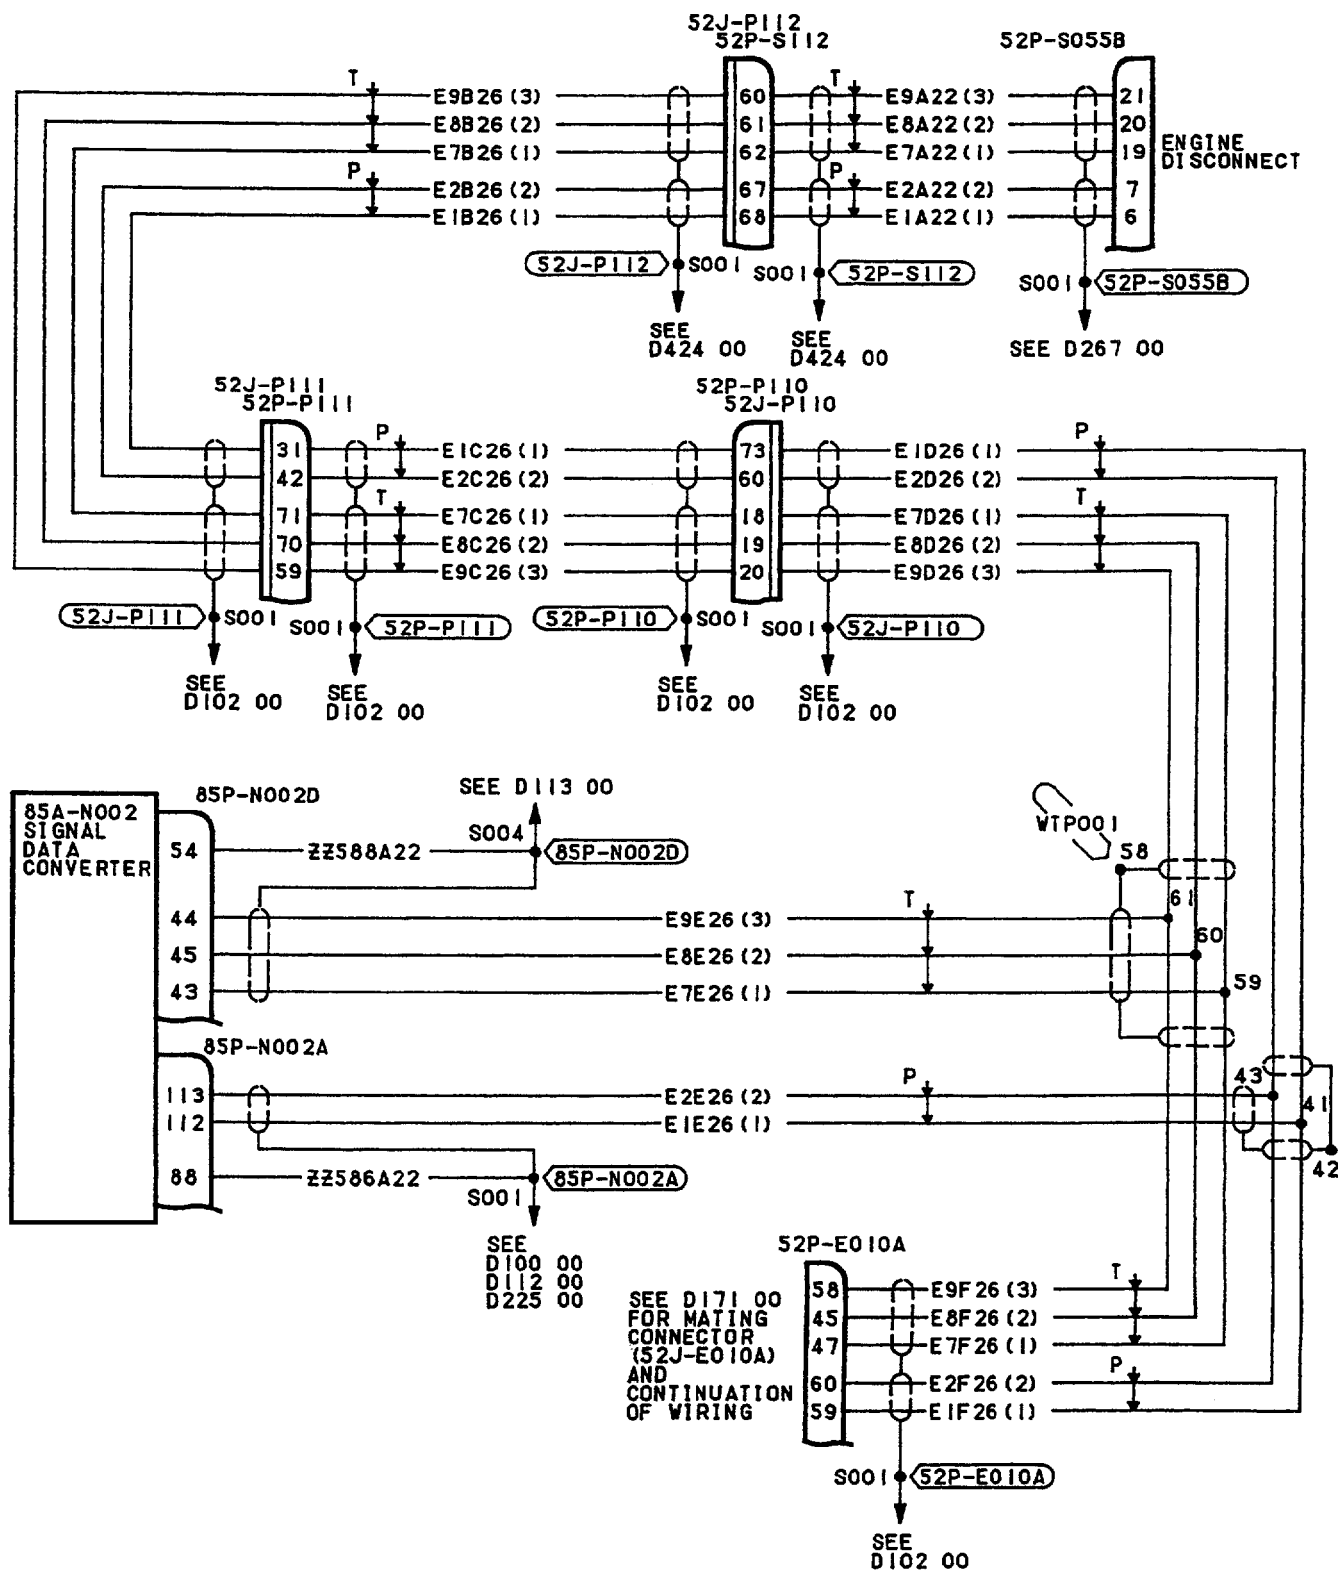 52J-P112
52P-S112
52P-S055B
T
E9B26(3)
60
T
E9A22(3)
21
E8B26(2)
61
E8A22(2)
20
E7B26(1)
62
E7A22(1)
19
ENGINE
DISCONNECT
P
E2B26(2)
67
P
E2A22(2)
7
E1B26(1)
68
E1A22(1)
6
52J-P112
S001
S001
52P-S112
S001
52P-S055B
SEE
D424 00
SEE
D424 00
SEE D267 00
52J-P111
52P-P111
52P-P110
52J-P110
31
P
E1C26(1)
73
E1D26(1)
P
42
E2C26(2)
60
E2D26(2)
71
T
E7C26(1)
18
E7D26(1)
T
70
E8C26(2)
19
E8D26(2)
59
E9C26(3)
20
E9D26(3)
52J-P111
S001
S001
52P-P111
52P-P110
S001
S001
52J-P110
SEE
D102 00
SEE
D102 00
SEE
D102 00
SEE
D102 00
85A-N002
SIGNAL
DATA
CONVERTER
85P-N002D
SEE D113 00
54
ZZ588A22
S004
85P-N002D
WTP001
58
44
E9E26(3)
T
61
45
E8E26(2)
60
43
E7E26(1)
59
85P-N002A
113
E2E26(2)
P
43
112
E1E26(1)
41
42
88
ZZ586A22
S001
85P-N002A
SEE
D100 00
D112 00
D225 00
52P-E010A
SEE D171 00
FOR MATING
CONNECTOR
(52J-E010A)
AND
CONTINUATION
OF WIRING
58
E9F26(3)
T
45
E8F26(2)
47
E7F26(1)
60
E2F26(2)
P
59
E1F26(1)
S001
52P-E010A
SEE
D102 00